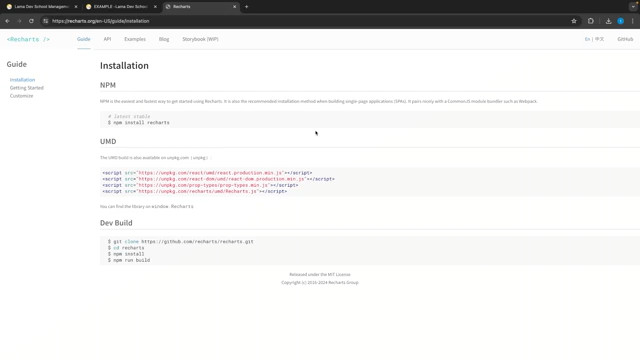 Lama Dev School Managem
EXAMPLE - Lama Dev Schoo
Recharts
https://recharts.org/en-US/guide/installation
<Recharts />
Guide
API
Examples
Blog
Storybook (WIP)
En | 中文
GitHub
Guide
Installation
Getting Started
Customize
Installation
NPM
NPM is the easiest and fastest way to get started using Recharts. It is also the recommended installation method when building single-page applications (SPAs). It pairs nicely with a CommonJS module bundler such as Webpack.
# latest stable
$ npm install recharts
UMD
The UMD build is also available on unpkg.com ( unpkg ) :
<script src="https://unpkg.com/react/umd/react.production.min.js"></script>
<script src="https://unpkg.com/react-dom/umd/react-dom.production.min.js"></script>
<script src="https://unpkg.com/prop-types/prop-types.min.js"></script>
<script src="https://unpkg.com/recharts/umd/Recharts.js"></script>
You can find the library on window.Recharts.
Dev Build
$ git clone https://github.com/recharts/recharts.git
$ cd recharts
$ npm install
$ npm run build
Released under the MIT License
Copyright (c) 2016-2024 Recharts Group